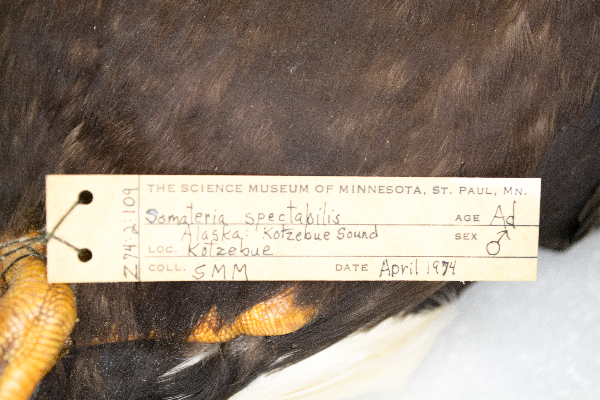 THE SCIENCE MUSEUM OF MINNESOTA, ST. PAUL, MN.
Somateria spectabilis AGE Ad
Alaska: Kotzebue Sound SEX ♂
LOC. Kotzebue
COLL. SMM DATE April 1974
Z74:2:109